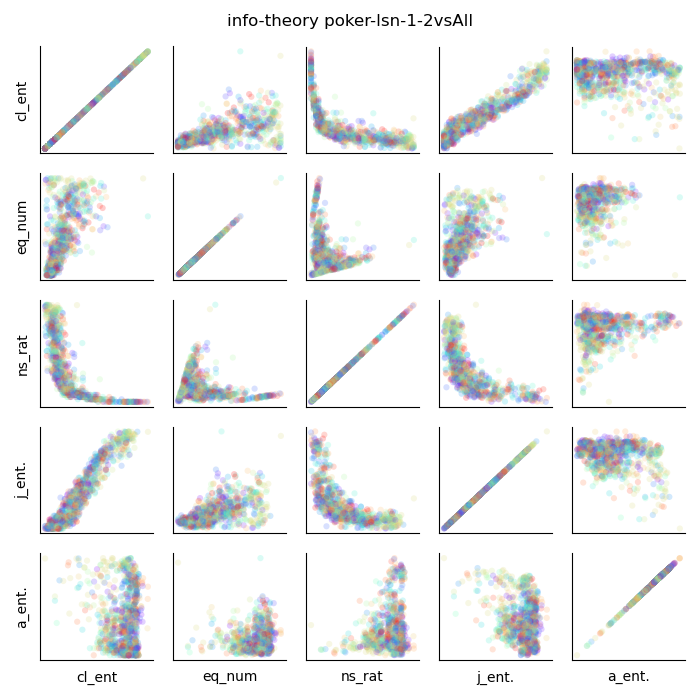 info-theory poker-lsn-1-2vsAll
cl_ent
eq_num
ns_rat
j_ent.
a_ent.
cl_ent eq_num ns_rat j_ent. a_ent.